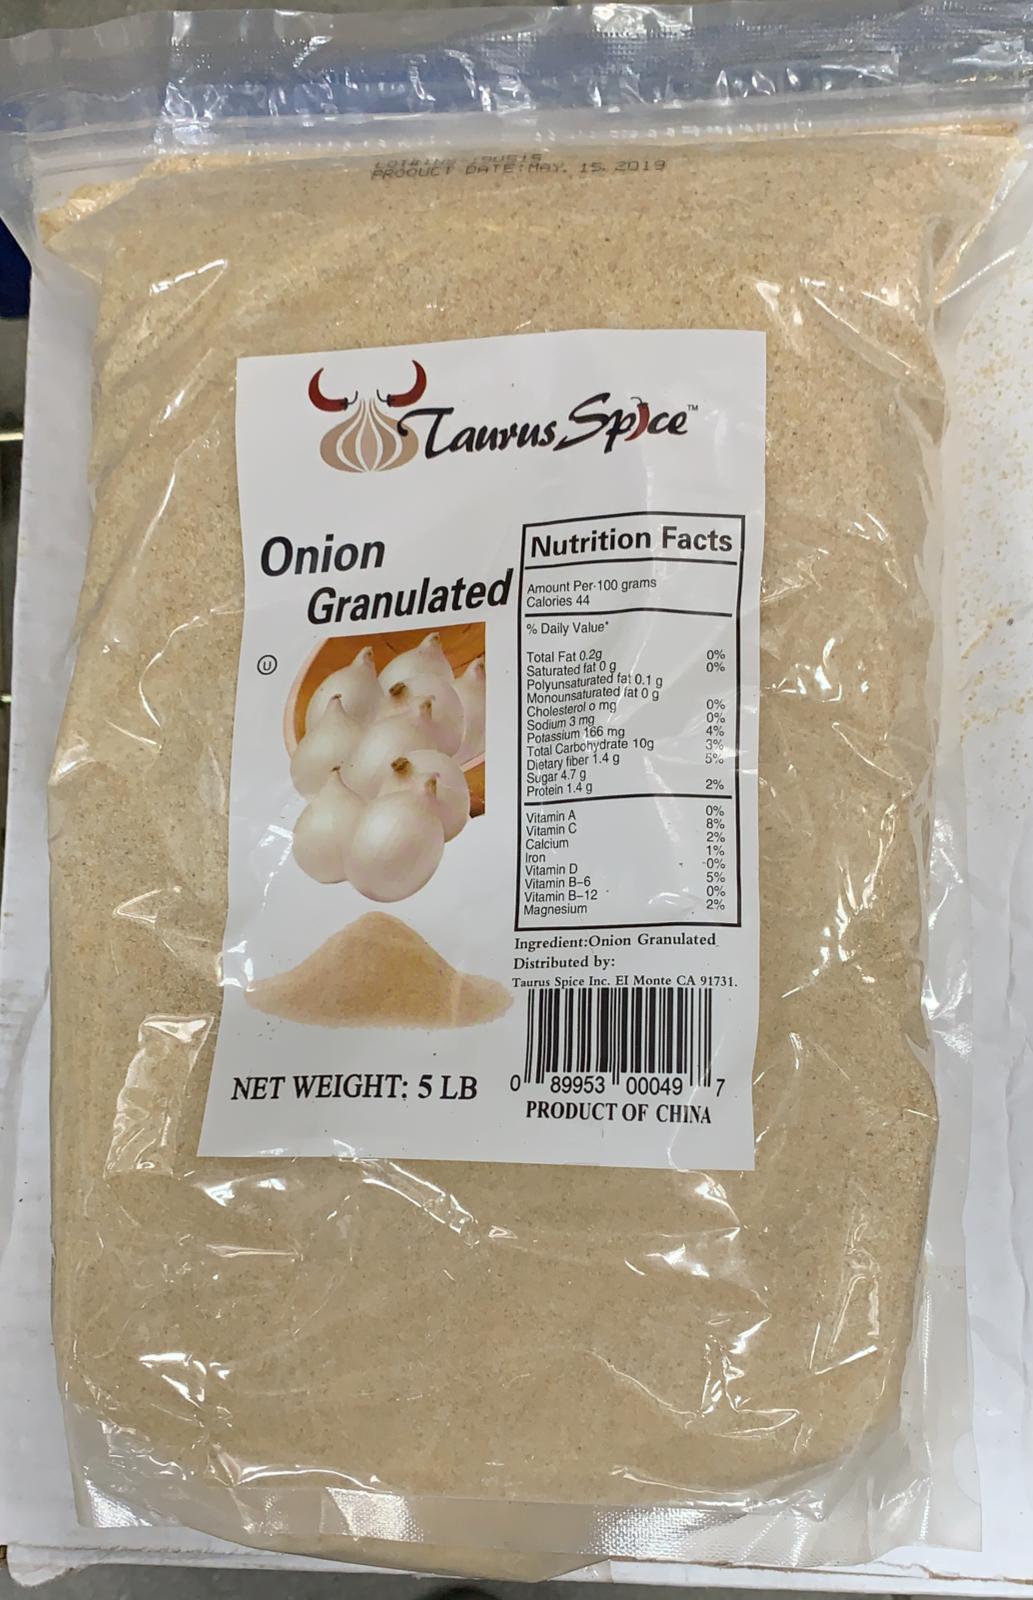 PRODUCT DATE:MAY. 15. 2019
Taurus Spice™
Onion
Granulated
U
Nutrition Facts
Amount Per 100 grams
Calories 44
% Daily Value*
Total Fat 0.2g 0%
Saturated fat 0 g 0%
Polyunsaturated fat 0.1 g
Monounsaturated fat 0 g
Cholesterol o mg 0%
Sodium 3 mg 0%
Potassium 166 mg 4%
Total Carbohydrate 10g 3%
Dietary fiber 1.4 g 5%
Sugar 4.7 g
Protein 1.4 g 2%
Vitamin A 0%
Vitamin C 8%
Calcium 2%
Iron 1%
Vitamin D 0%
Vitamin B-6 5%
Vitamin B-12 0%
Magnesium 2%
Ingredient:Onion Granulated
Distributed by:
Taurus Spice Inc. EI Monte CA 91731.
0 89953 00049 7
NET WEIGHT: 5 LB
PRODUCT OF CHINA